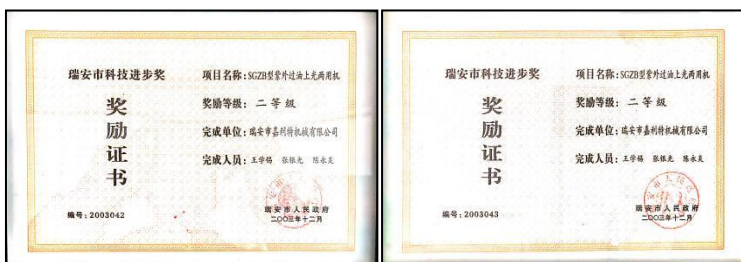 瑞安市科技进步奖
奖励证书
编号：2003042
项目名称：SGZB型紫外过油上光两用机
奖励等级：二等级
完成单位：瑞安市嘉利特机械有限公司
完成人员：王学锡 张银光 陈永炎
瑞安市人民政府
二〇〇三年十二月
瑞安市科技进步奖
奖励证书
编号：2003043
项目名称：SGZB型紫外过油上光两用机
奖励等级：二等级
完成单位：瑞安市嘉利特机械有限公司
完成人员：王学锡 张银光 陈永炎
瑞安市人民政府
二〇〇三年十二月